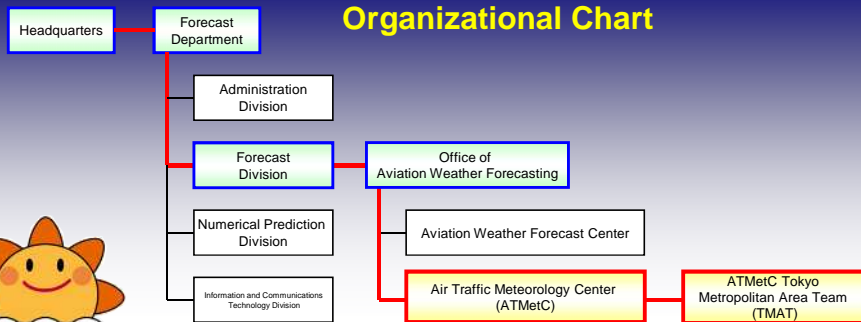 Organizational Chart
Headquarters
Forecast
Department
Administration
Division
Forecast
Division
Office of
Aviation Weather Forecasting
Numerical Prediction
Division
Aviation Weather Forecast Center
Information and Communications
Technology Division
Air Traffic Meteorology Center
(ATMetC)
ATMetC Tokyo
Metropolitan Area Team
(TMAT)